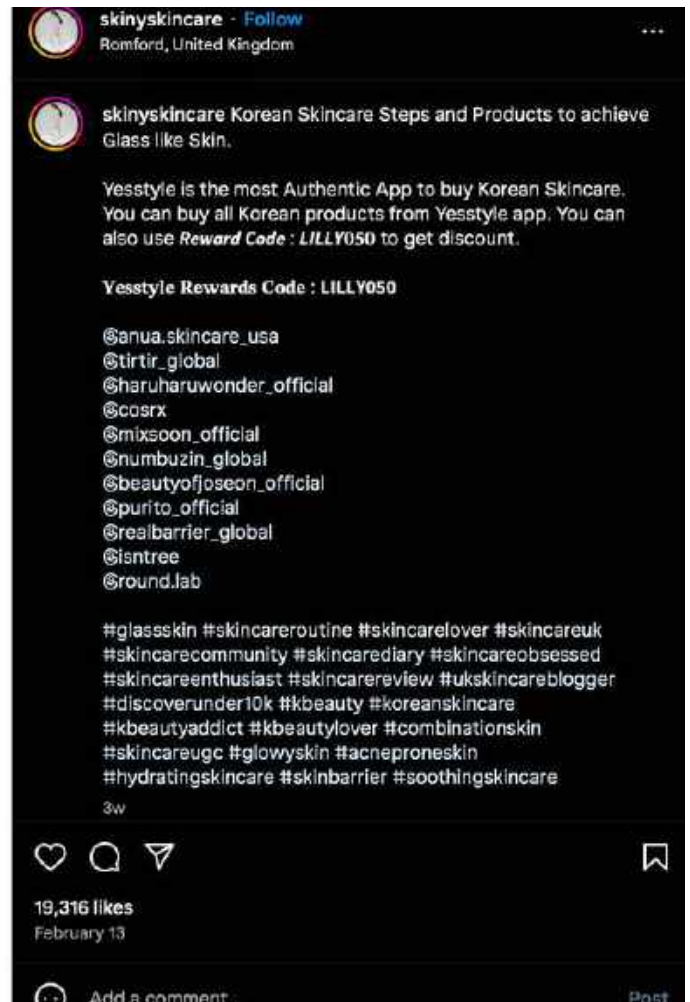 skinyskincare · Follow
Romford, United Kingdom
skinyskincare Korean Skincare Steps and Products to achieve
Glass like Skin.
Yesstyle is the most Authentic App to buy Korean Skincare.
You can buy all Korean products from Yesstyle app. You can
also use Reward Code : LILLY050 to get discount.
Yesstyle Rewards Code : LILLY050
@anua.skincare_usa
@tirtir_global
@haruharuwonder_official
@cosrx
@mixsoon_official
@numbuzin_global
@beautyofjoseon_official
@purito_official
@realbarrier_global
@isntree
@round.lab
#glassskin #skincareroutine #skincarelover #skincareuk
#skincarecommunity #skincarediary #skincareobsessed
#skincareenthusiast #skincarereview #ukskincareblogger
#discoverunder10k #kbeauty #koreanskincare
#kbeautyaddict #kbeautylover #combinationskin
#skincareugc #glowyskin #acneproneskin
#hydratingskincare #skinbarrier #soothingskincare
3w
19,316 likes
February 13
Add a comment
Post